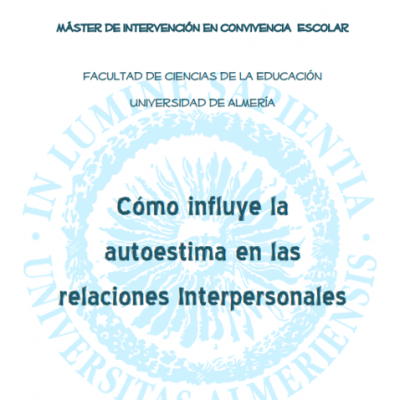 MÁSTER DE INTERVENCIÓN EN CONVIVENCIA ESCOLAR
FACULTAD DE CIENCIAS DE LA EDUCACIÓN
UNIVERSIDAD DE ALMERÍA
IN LUMINE SAPIENTIA
Cómo influye la
autoestima en las
relaciones Interpersonales
UNIVERSITAS ALMERIENSIS